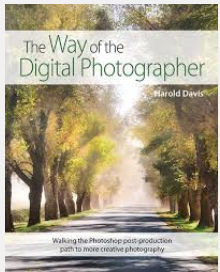 The Way of the
Digital Photographer
Harold Davis
Walking the Photoshop post-production
path to more creative photography